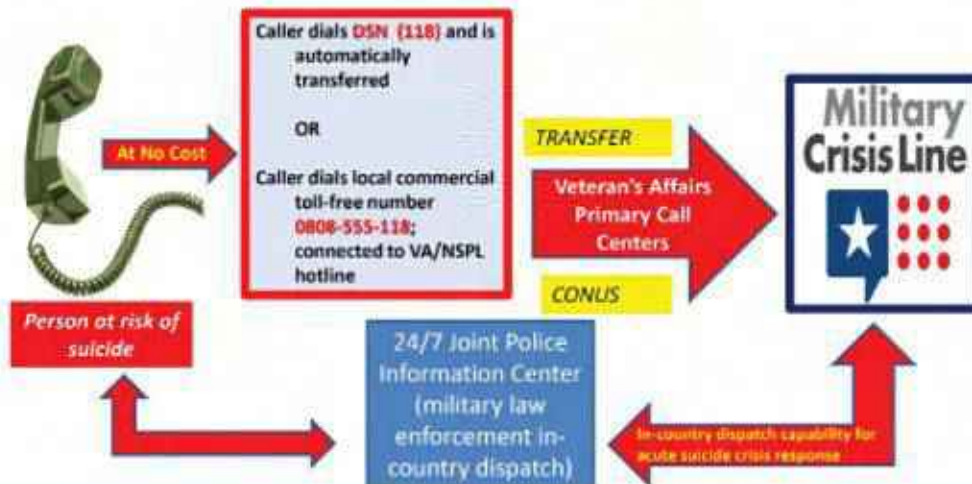 At No Cost
Caller dials DSN (118) and is
automatically
transferred
OR
Caller dials local commercial
toll-free number
0808-555-118;
connected to VA/NSPL
hotline
TRANSFER
Veteran's Affairs
Primary Call
Centers
CONUS
Military
Crisis Line
Person at risk of
suicide
24/7 Joint Police
Information Center
(military law
enforcement in-
country dispatch)
In-country dispatch capability for
acute suicide crisis response